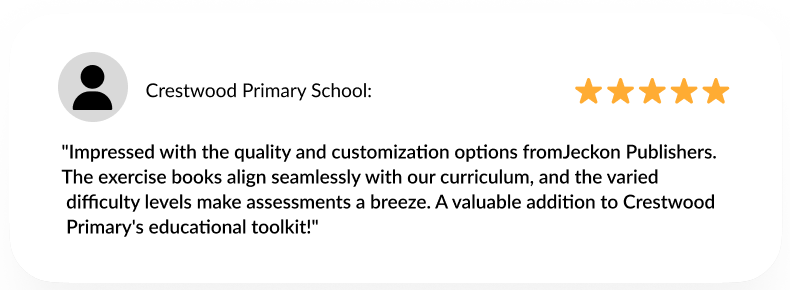 Crestwood Primary School:
"Impressed with the quality and customization options fromJeckon Publishers.
The exercise books align seamlessly with our curriculum, and the varied
difficulty levels make assessments a breeze. A valuable addition to Crestwood
Primary's educational toolkit!"